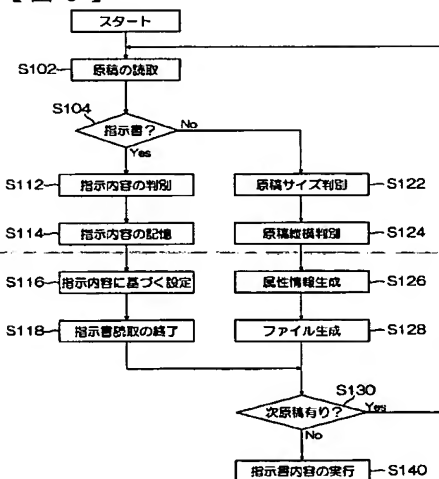 スタート
S102 原稿の読取
S104 指示書？ No
Yes
S112 指示内容の判別 原稿サイズ判別 S122
S114 指示内容の記憶 原稿縦横判別 S124
S116 指示内容に基づく設定 属性情報生成 S126
S118 指示書読取の終了 ファイル生成 S128
S130
次原稿有り？ Yes
No
指示書内容の実行 S140